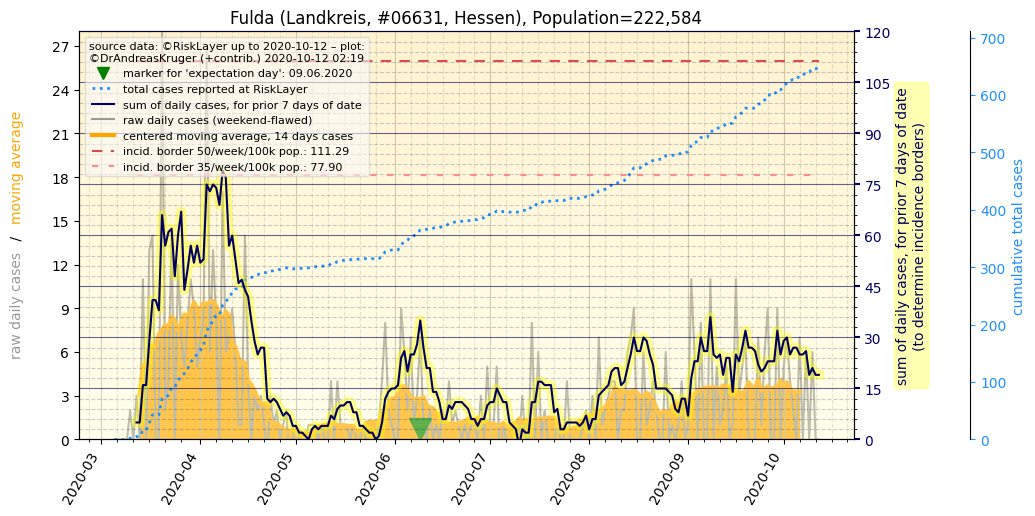 Fulda (Landkreis, #06631, Hessen), Population=222,584
source data: ©RiskLayer up to 2020-10-12 – plot:
©DrAndreasKruger (+contrib.) 2020-10-12 02:19
marker for 'expectation day': 09.06.2020
total cases reported at RiskLayer
sum of daily cases, for prior 7 days of date
raw daily cases (weekend-flawed)
centered moving average, 14 days cases
incid. border 50/week/100k pop.: 111.29
incid. border 35/week/100k pop.: 77.90
raw daily cases / moving average
27
24
21
18
15
12
9
6
3
0
120
105
90
75
60
45
30
15
0
sum of daily cases, for prior 7 days of date
(to determine incidence borders)
700
600
500
400
300
200
100
0
cumulative total cases
2020-03
2020-04
2020-05
2020-06
2020-07
2020-08
2020-09
2020-10